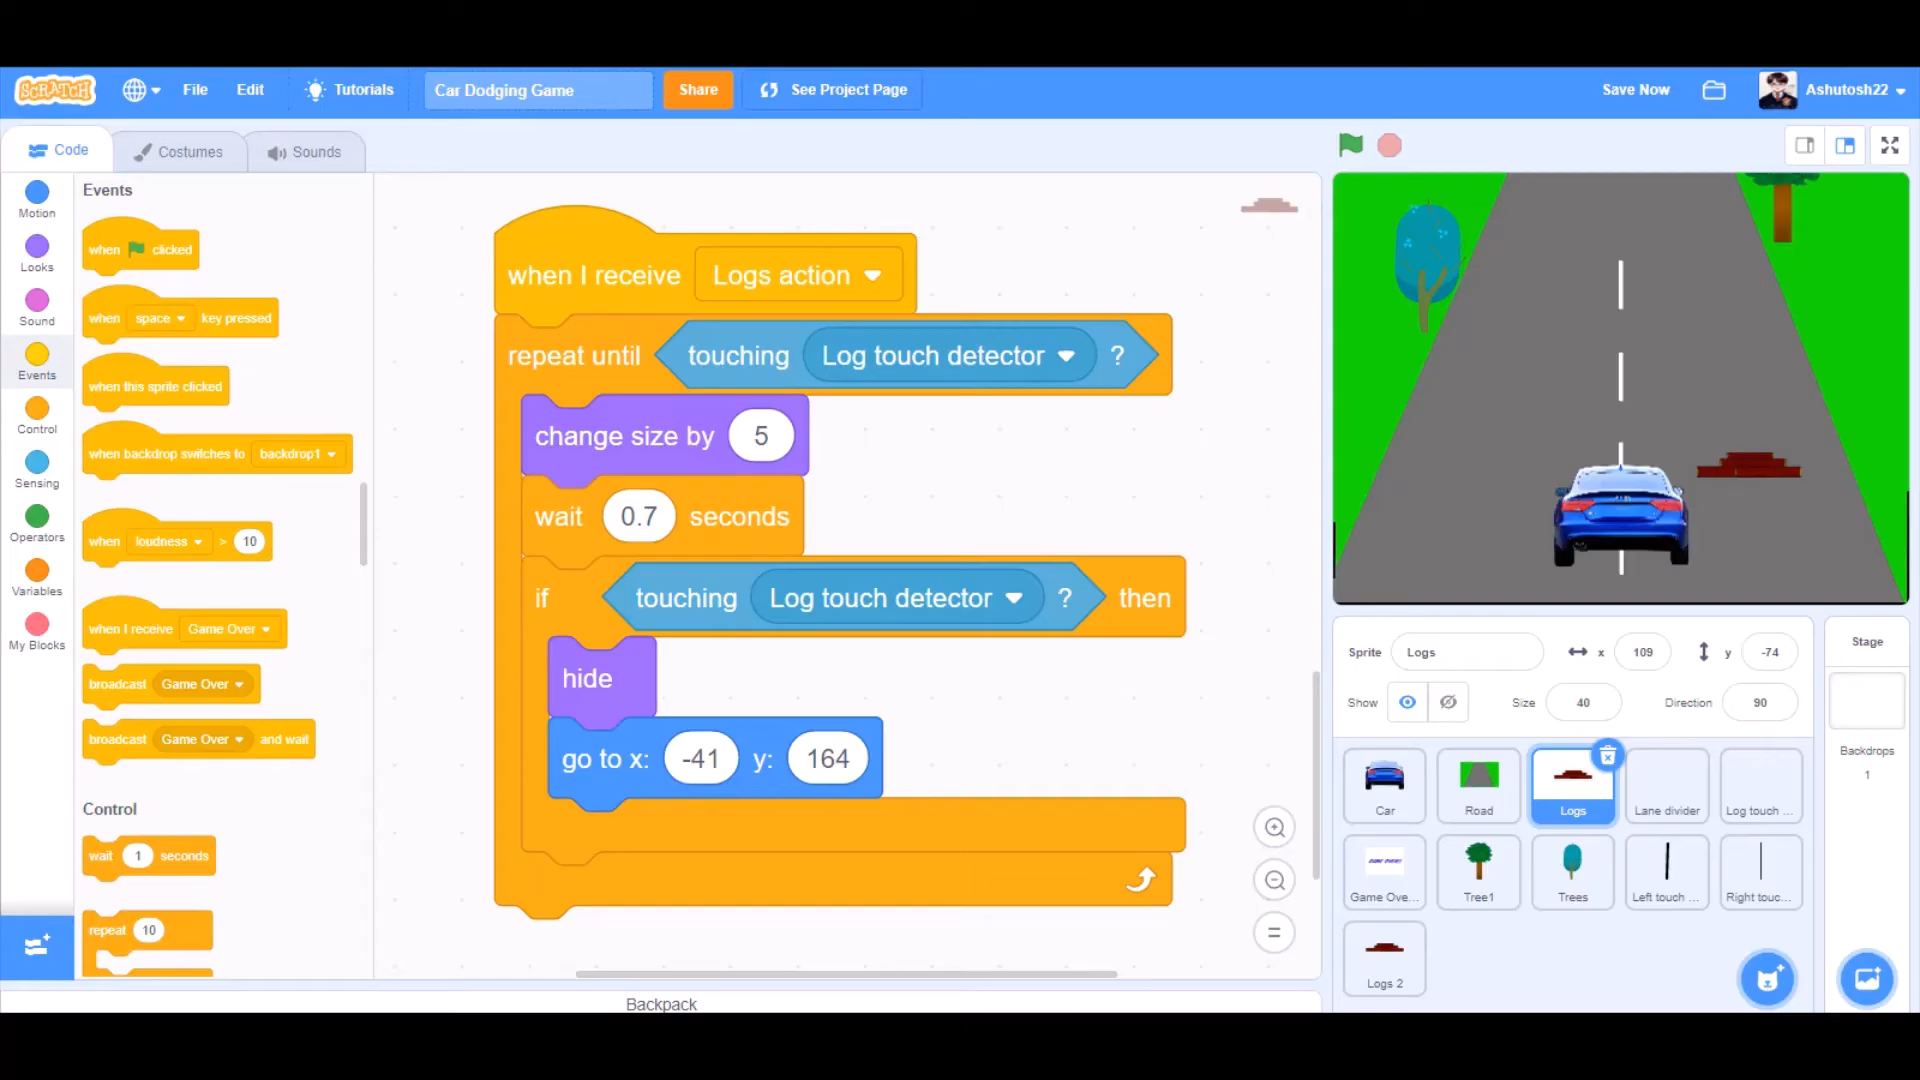 SCRATCH
File
Edit
Tutorials
Car Dodging Game
Share
See Project Page
Save Now
Ashutosh22
Code
Costumes
Sounds
Motion
Looks
Sound
Events
Control
Sensing
Operators
Variables
My Blocks
Events
when clicked
when space key pressed
when this sprite clicked
when backdrop switches to backdrop1
when loudness > 10
when I receive Game Over
broadcast Game Over
broadcast Game Over and wait
Control
wait 1 seconds
repeat 10
when I receive Logs action
repeat until touching Log touch detector ?
change size by 5
wait 0.7 seconds
if touching Log touch detector ? then
hide
go to x: -41 y: 164
Backpack
Sprite Logs x 109 y -74
Show Size 40 Direction 90
Car
Road
Logs
Lane divider
Log touch ...
GAME OVER!
Game Ove...
Tree1
Trees
Left touch ...
Right touc...
Logs 2
Stage
Backdrops
1